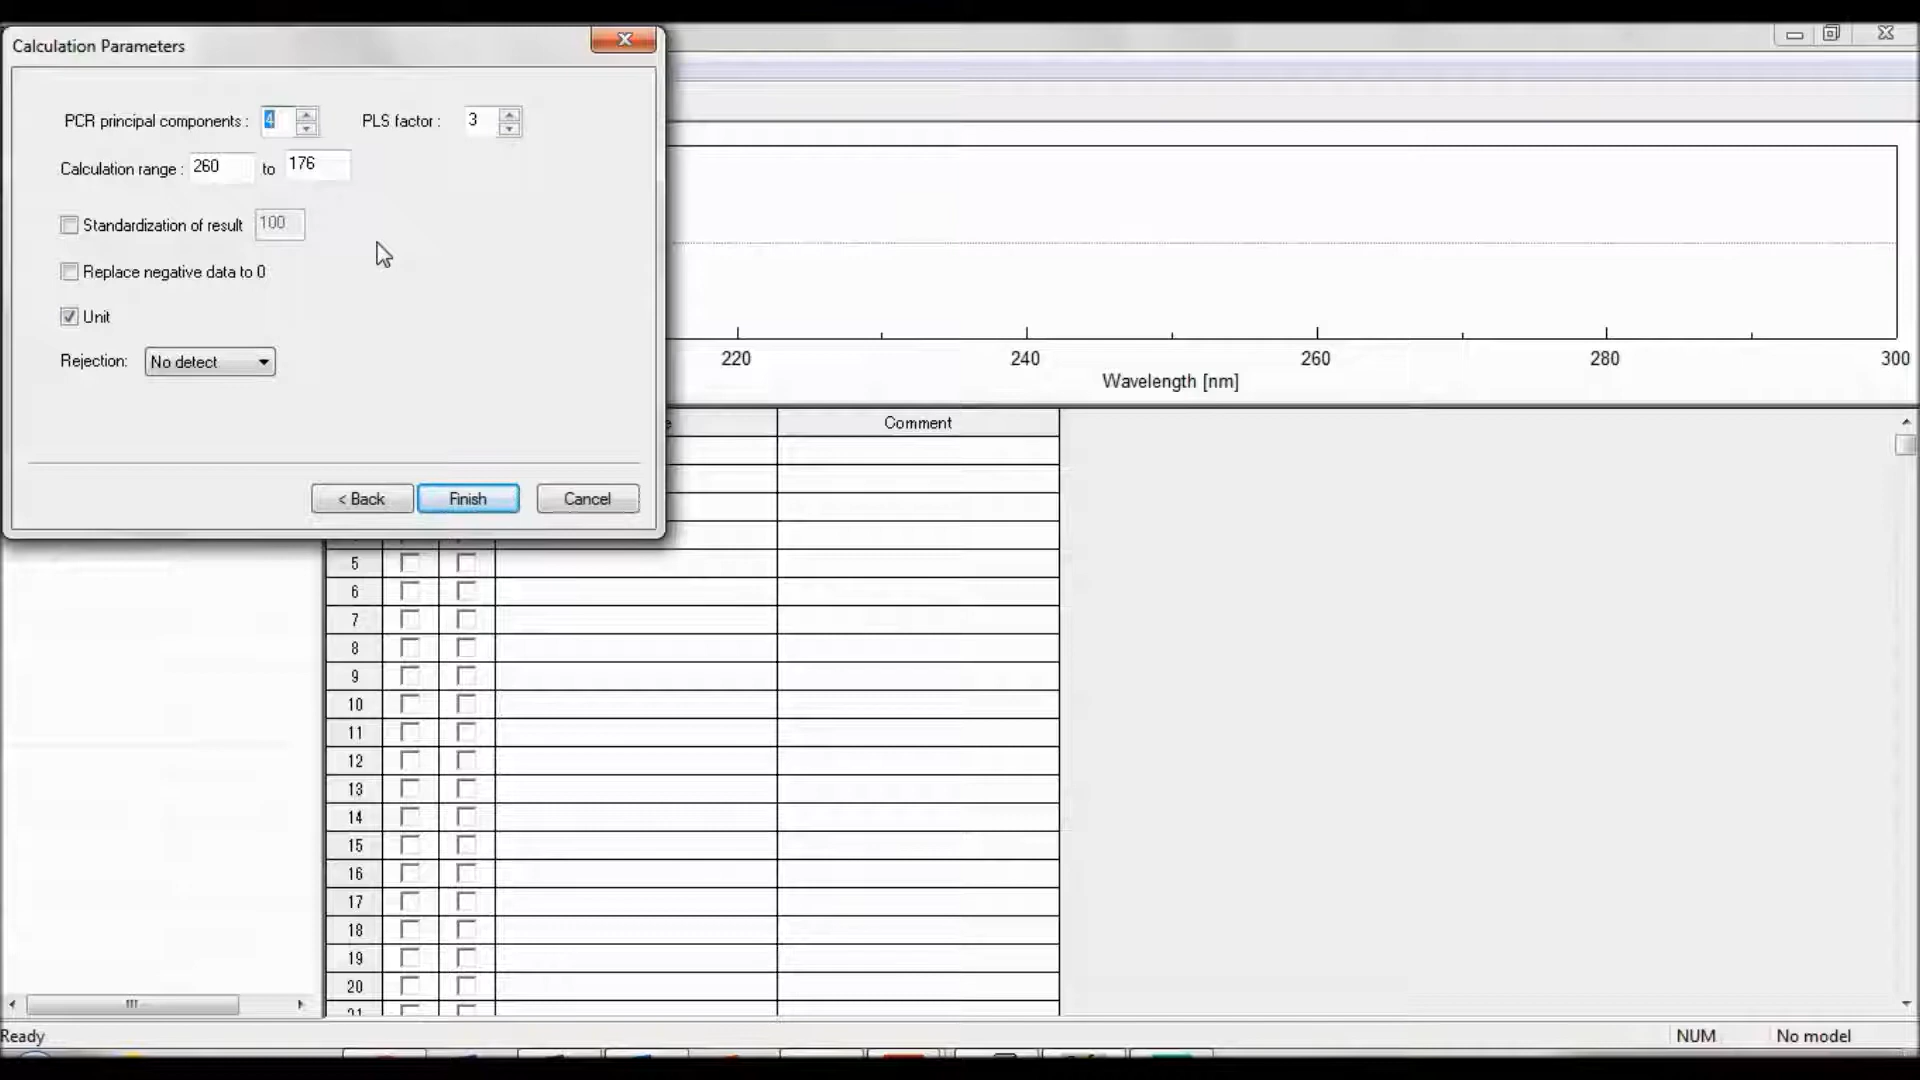 Calculation Parameters
PCR principal components : 4 PLS factor : 3
Calculation range : 260 to 176
Standardization of result 100
Replace negative data to 0
Unit
Rejection: No detect
< Back Finish Cancel
220 240 260 280 300
Wavelength [nm]
Comment
5
6
7
8
9
10
11
12
13
14
15
16
17
18
19
20
21
Ready NUM No model